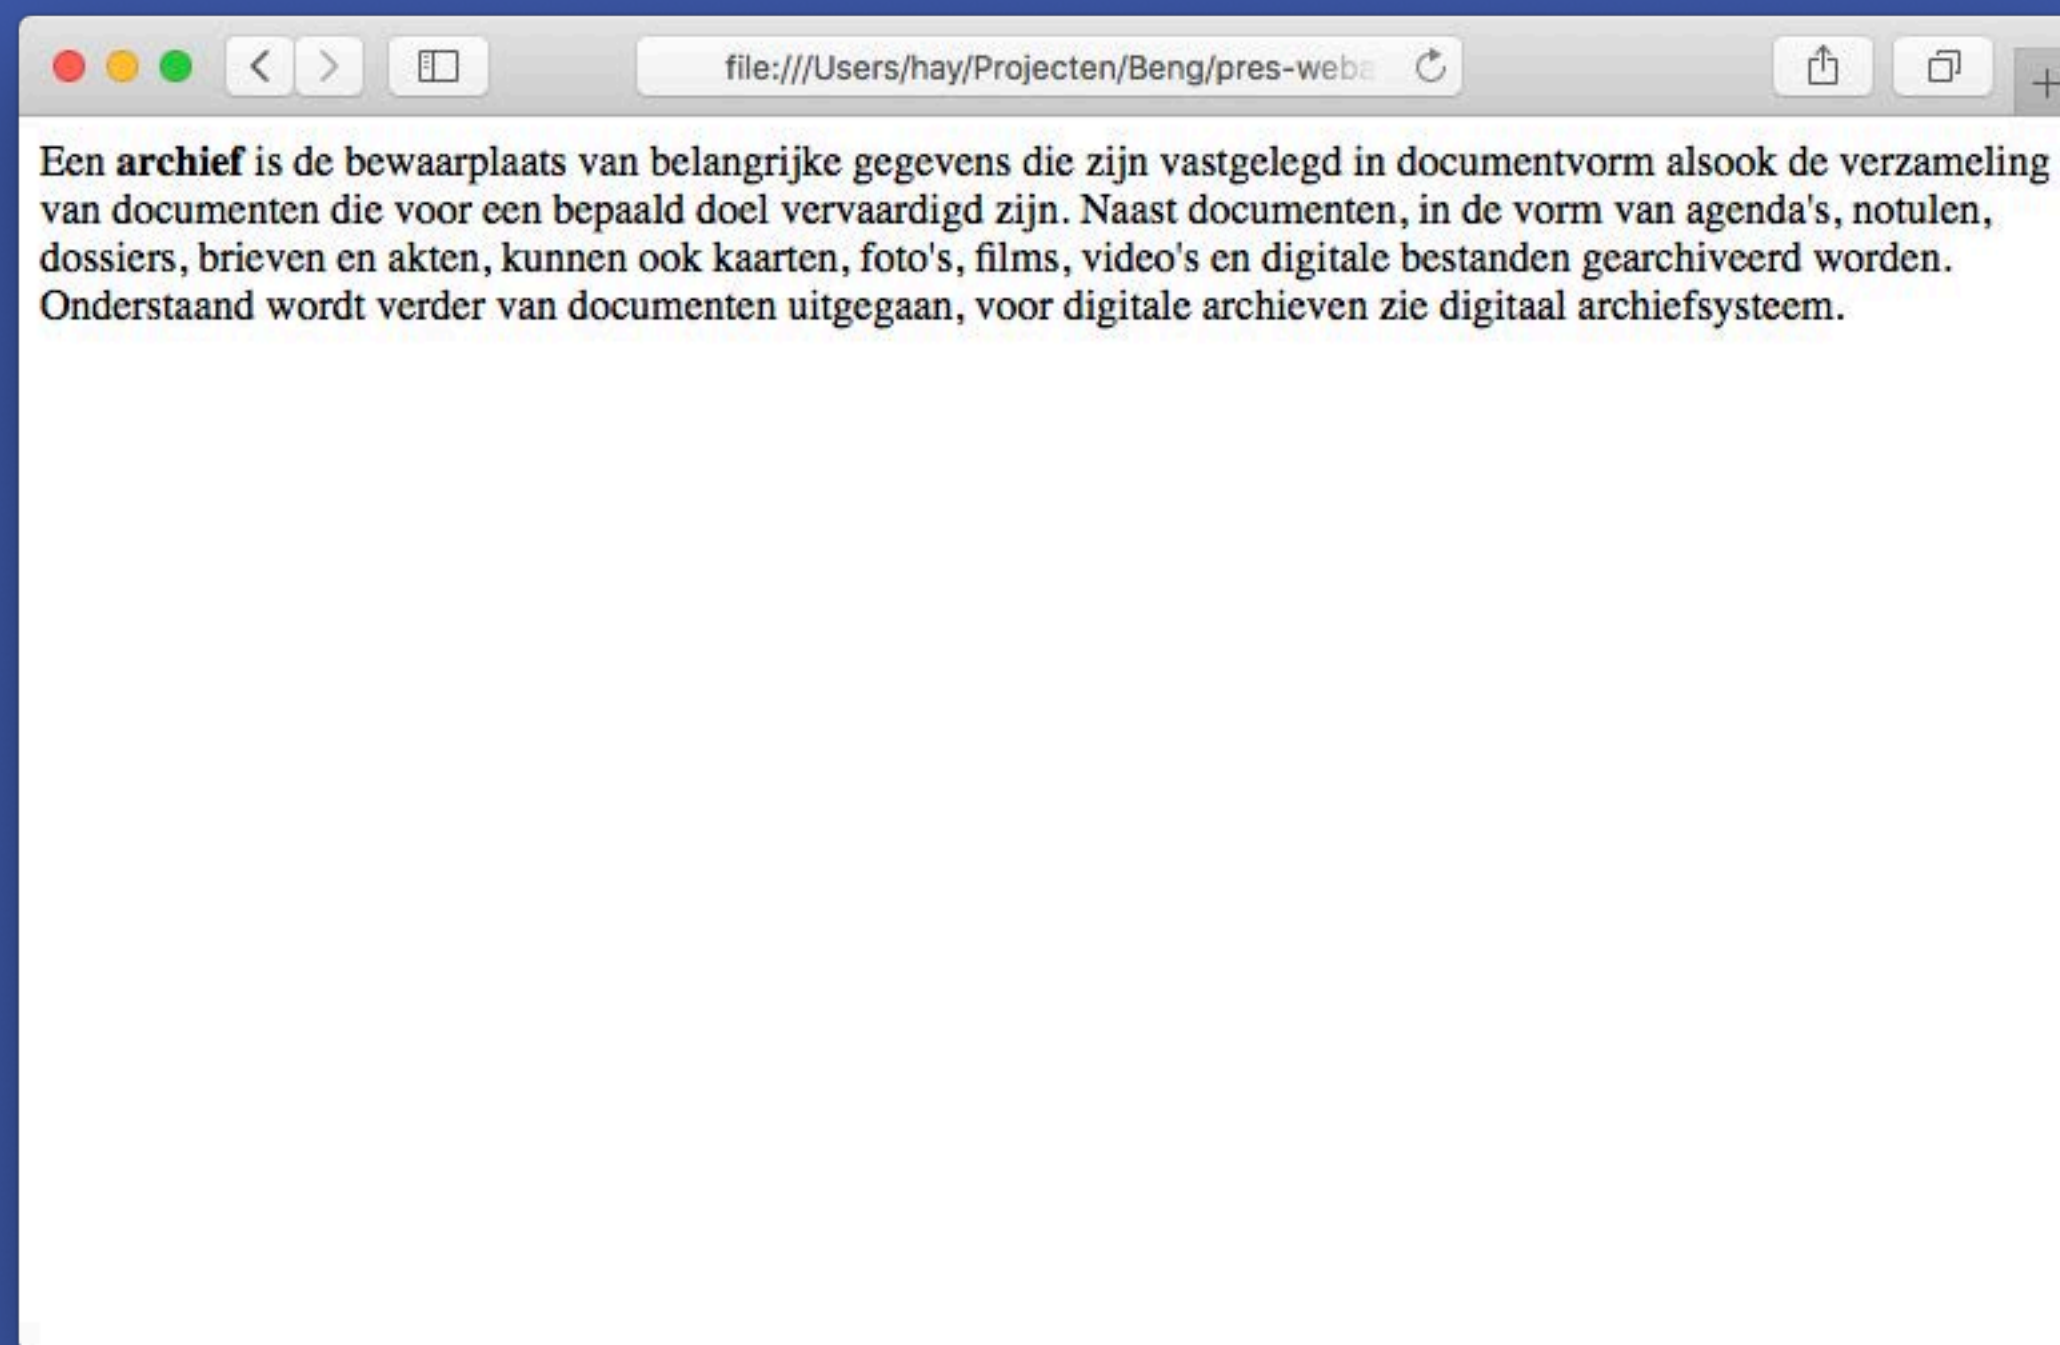 file:///Users/hay/Projecten/Beng/pres-weba
Een archief is de bewaarplaats van belangrijke gegevens die zijn vastgelegd in documentvorm alsook de verzameling
van documenten die voor een bepaald doel vervaardigd zijn. Naast documenten, in de vorm van agenda's, notulen,
dossiers, brieven en akten, kunnen ook kaarten, foto's, films, video's en digitale bestanden gearchiveerd worden.
Onderstaand wordt verder van documenten uitgegaan, voor digitale archieven zie digitaal archiefsysteem.